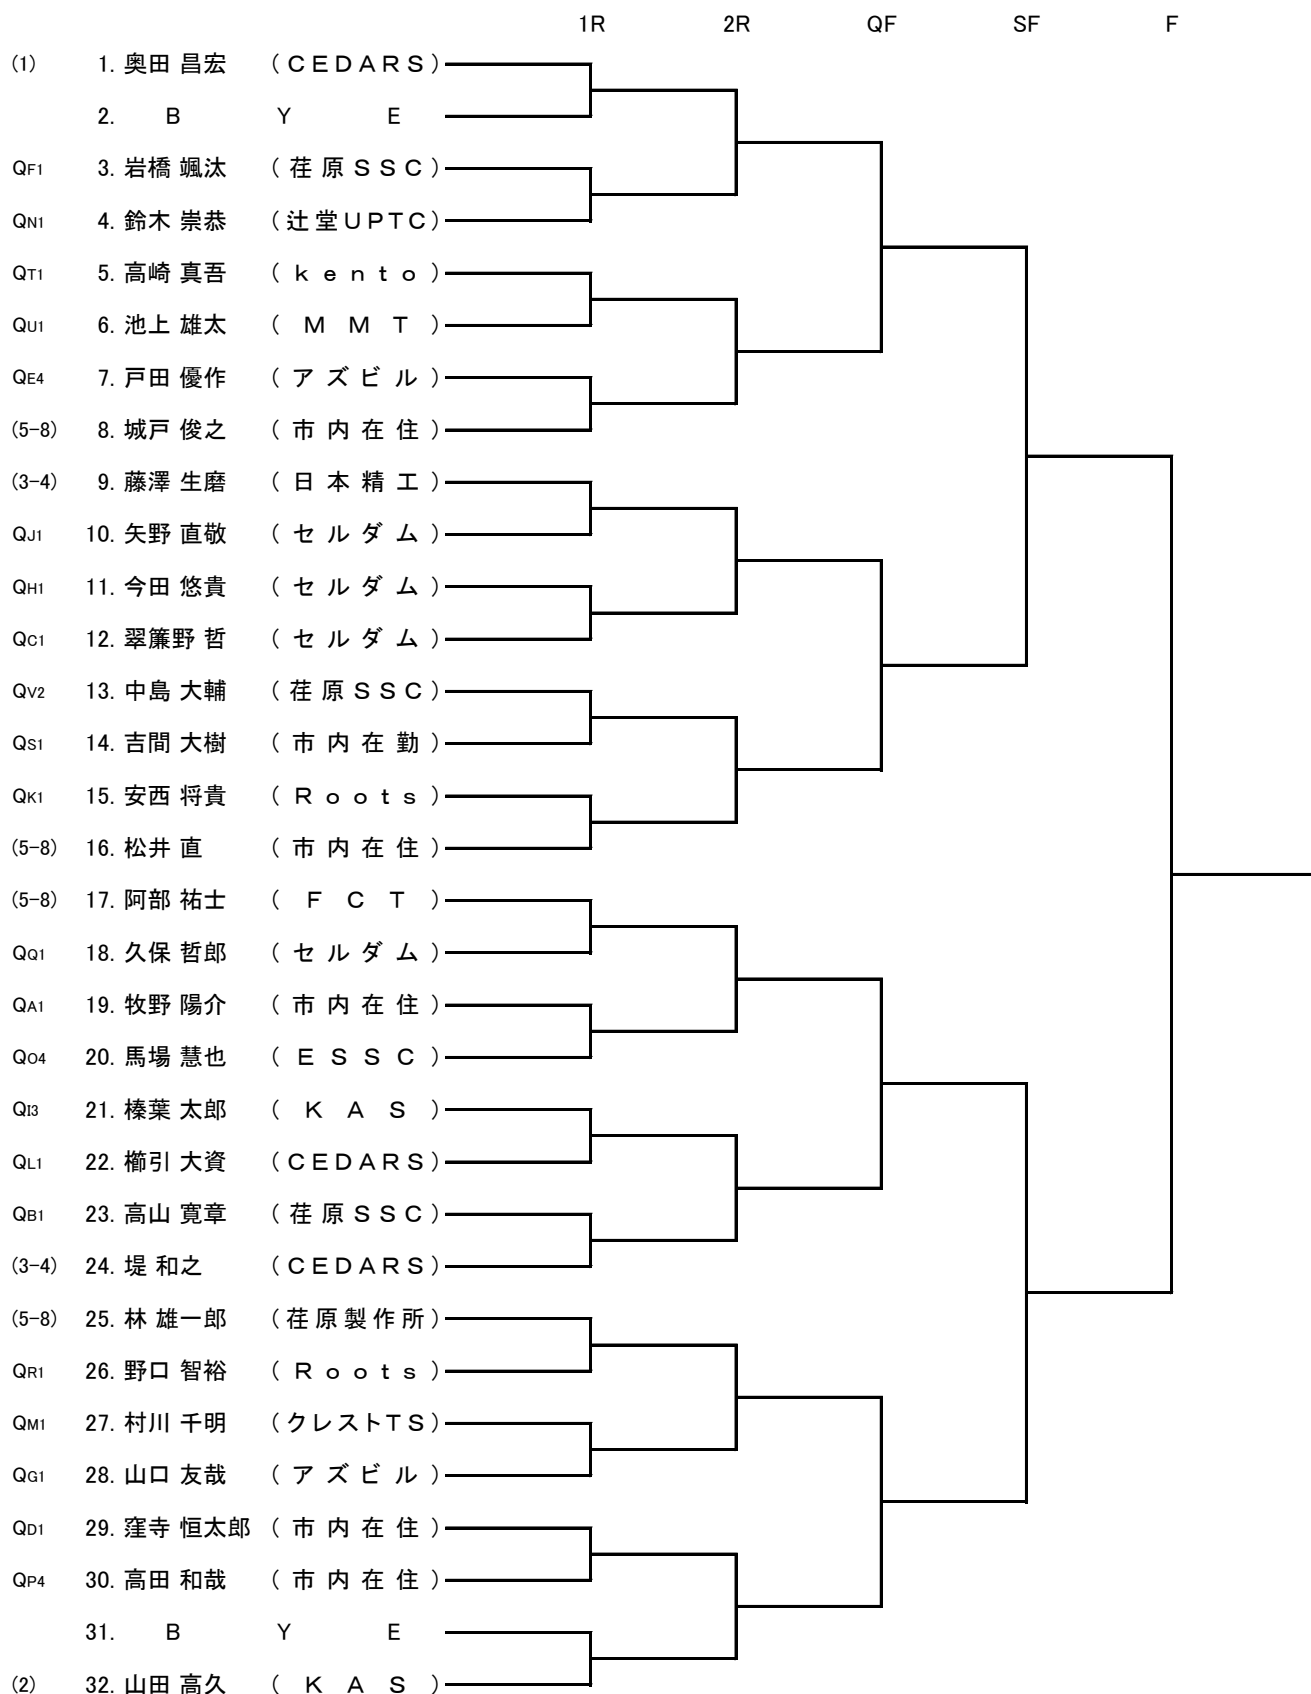 1R 2R QF SF F
(1) 1. 奥田 昌宏 (CEDARS)
2. B Y E
QF1 3. 岩橋 颯汰 (荏原SSC)
QN1 4. 鈴木 崇恭 (辻堂UPTC)
QT1 5. 高崎 真吾 (kento)
QU1 6. 池上 雄太 (MMT)
QE4 7. 戸田 優作 (アズビル)
(5-8) 8. 城戸 俊之 (市内在住)
(3-4) 9. 藤澤 生磨 (日本精工)
QJ1 10. 矢野 直敬 (セルダム)
QH1 11. 今田 悠貴 (セルダム)
QC1 12. 翠簾野 哲 (セルダム)
QV2 13. 中島 大輔 (荏原SSC)
QS1 14. 吉間 大樹 (市内在勤)
QK1 15. 安西 将貴 (Roots)
(5-8) 16. 松井 直 (市内在住)
(5-8) 17. 阿部 祐士 (FCT)
QQ1 18. 久保 哲郎 (セルダム)
QA1 19. 牧野 陽介 (市内在住)
QO4 20. 馬場 慧也 (ESSC)
QI3 21. 榛葉 太郎 (KAS)
QL1 22. 櫛引 大資 (CEDARS)
QB1 23. 高山 寛章 (荏原SSC)
(3-4) 24. 堤 和之 (CEDARS)
(5-8) 25. 林 雄一郎 (荏原製作所)
QR1 26. 野口 智裕 (Roots)
QM1 27. 村川 千明 (クレストTS)
QG1 28. 山口 友哉 (アズビル)
QD1 29. 窪寺 恒太郎 (市内在住)
QP4 30. 高田 和哉 (市内在住)
31. B Y E
(2) 32. 山田 高久 (KAS)